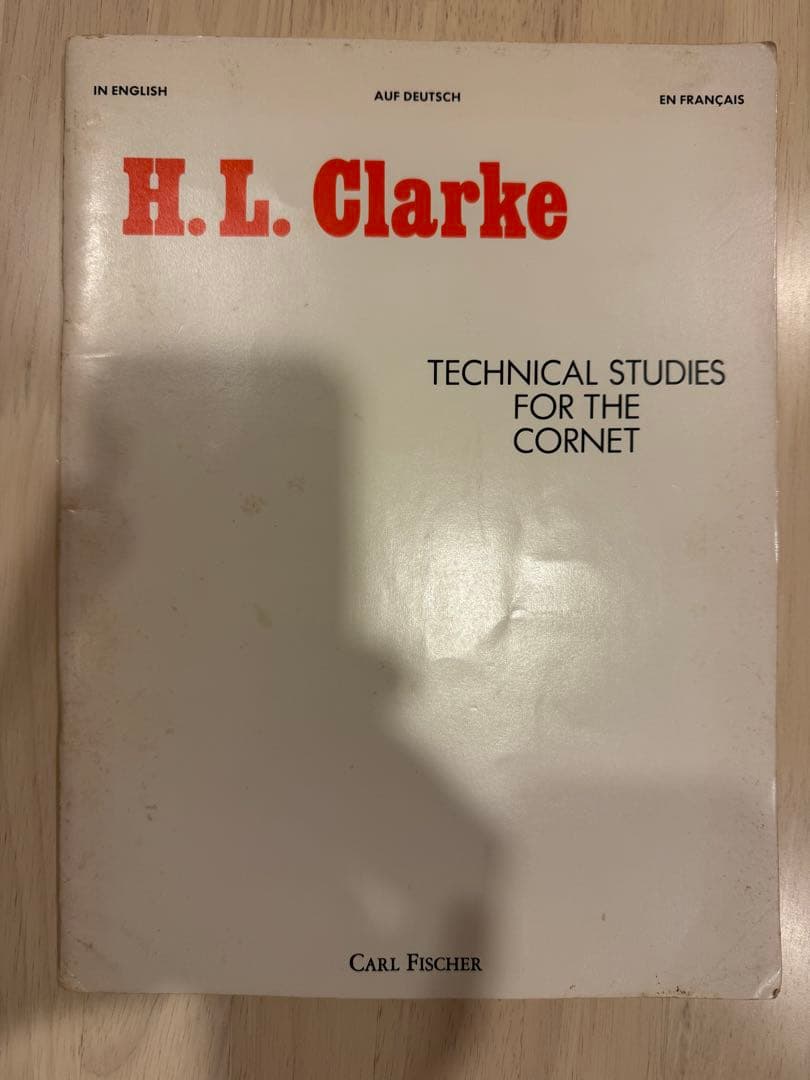 IN ENGLISH
AUF DEUTSCH
EN FRANÇAIS
H. L. Clarke
TECHNICAL STUDIES
FOR THE
CORNET
CARL FISCHER